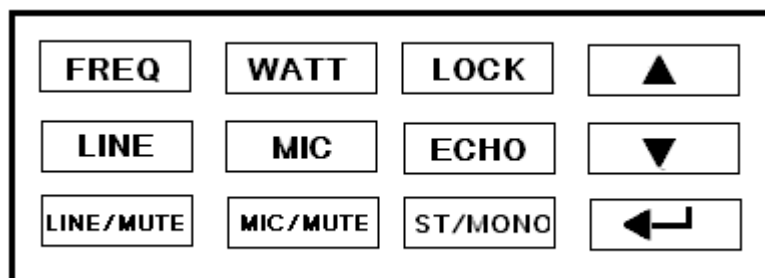 FREQ WATT LOCK ▲
LINE MIC ECHO ▼
LINE/MUTE MIC/MUTE ST/MONO ↵